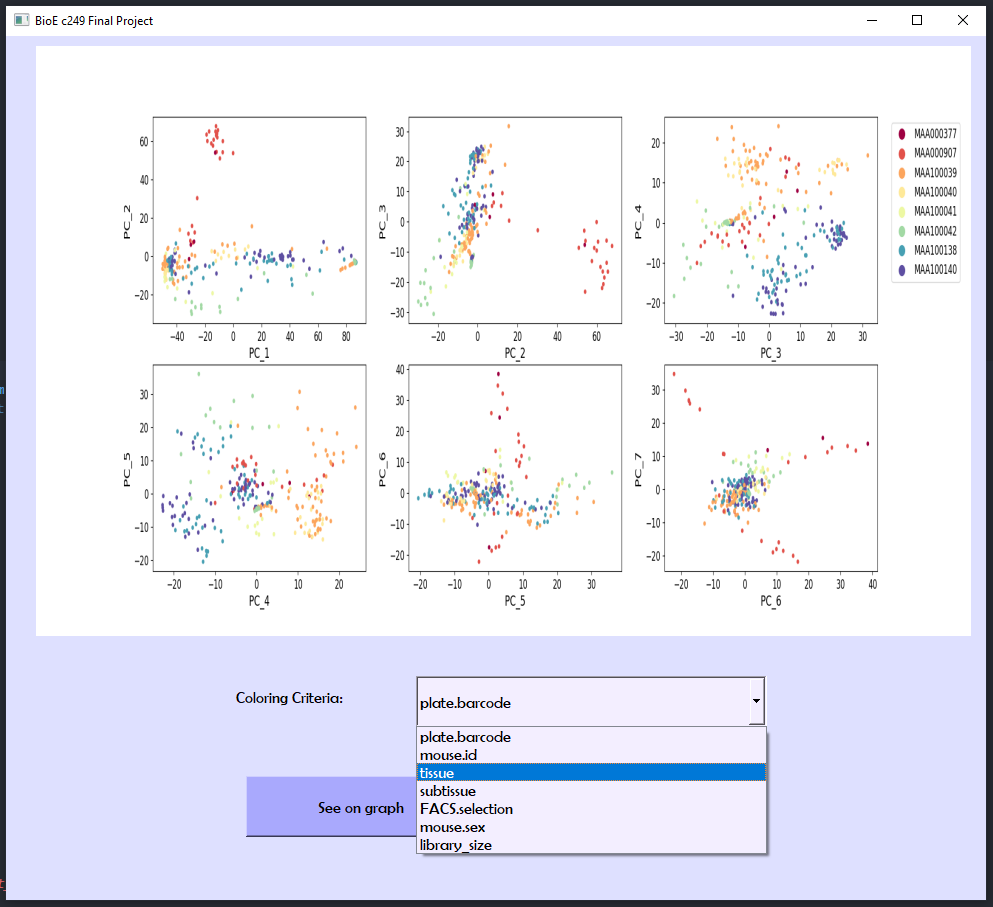 BioE c249 Final Project
60
40
20
0
−20
PC_2
−40 −20 0 20 40 60 80
PC_1
30
20
10
0
−10
−20
−30
PC_3
−20 0 20 40 60
PC_2
20
10
0
−10
−20
PC_4
−30 −20 −10 0 10 20 30
PC_3
MAA000377
MAA000907
MAA100039
MAA100040
MAA100041
MAA100042
MAA100138
MAA100140
30
20
10
0
−10
−20
PC_5
−20 −10 0 10 20
PC_4
40
30
20
10
0
−10
−20
PC_6
−20 −10 0 10 20 30
PC_5
30
20
10
0
−10
−20
PC_7
−20 −10 0 10 20 30 40
PC_6
Coloring Criteria:
plate.barcode
plate.barcode
mouse.id
tissue
subtissue
FACS.selection
mouse.sex
library_size
See on graph